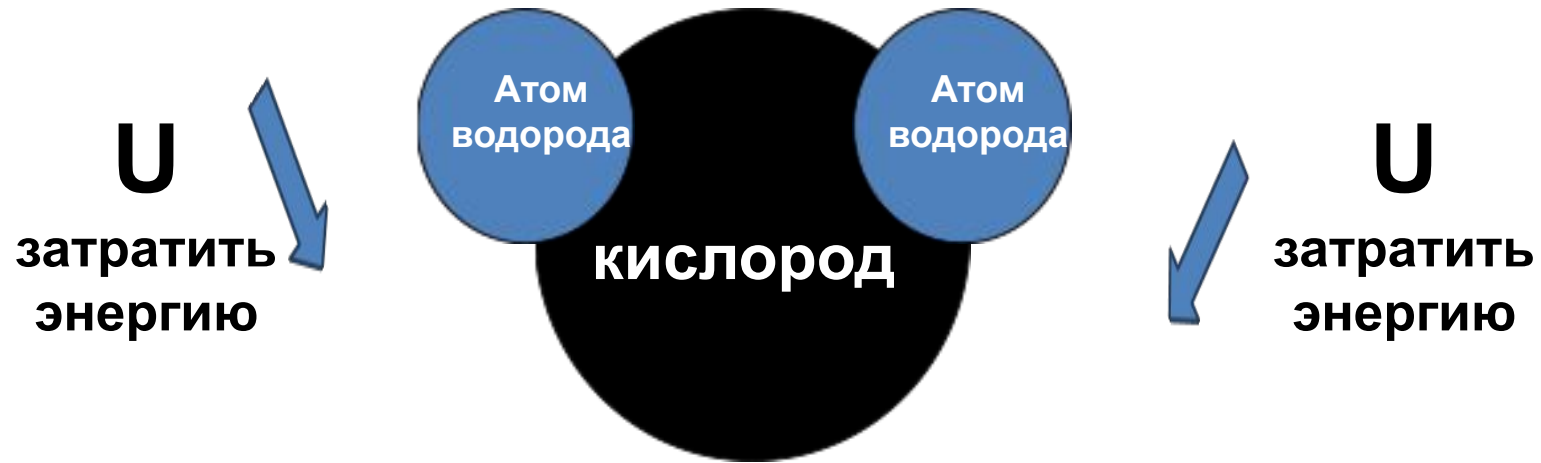 U
затратить
энергию
Атом
водорода
кислород
Атом
водорода
U
затратить
энергию